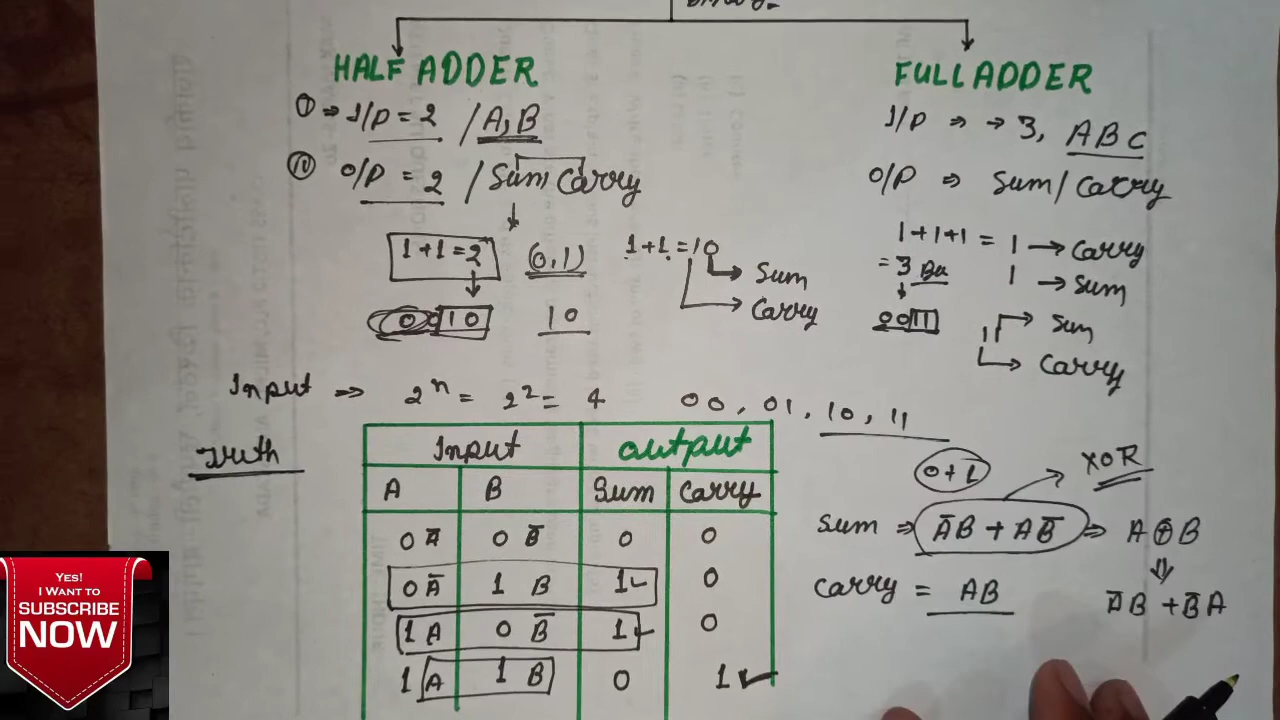 HALF ADDER
① ⇒ I/P = 2 / A, B
② O/P = 2 / Sum Carry
1+1=2 (0,1) 1+1=10
Sum
Carry
10 10
FULL ADDER
I/P ⇒ → 3, ABC
O/P ⇒ Sum/Carry
1+1+1 = 1 → Carry
= 3 1 → Sum
0011 11 → Sum
→ Carry
Input ⇒ 2ⁿ = 2² = 4 00, 01, 10, 11
Truth
Input output
A B Sum Carry
0 Ā 0 B̄ 0 0
0 Ā 1 B 1 0
1 A 0 B̄ 1 0
1 A 1 B 0 1
0+1 XOR
Sum ⇒ ĀB + AB̄ ⇒ A⊕B
Carry = AB ĀB + B̄A
YES!
I WANT TO
SUBSCRIBE
NOW